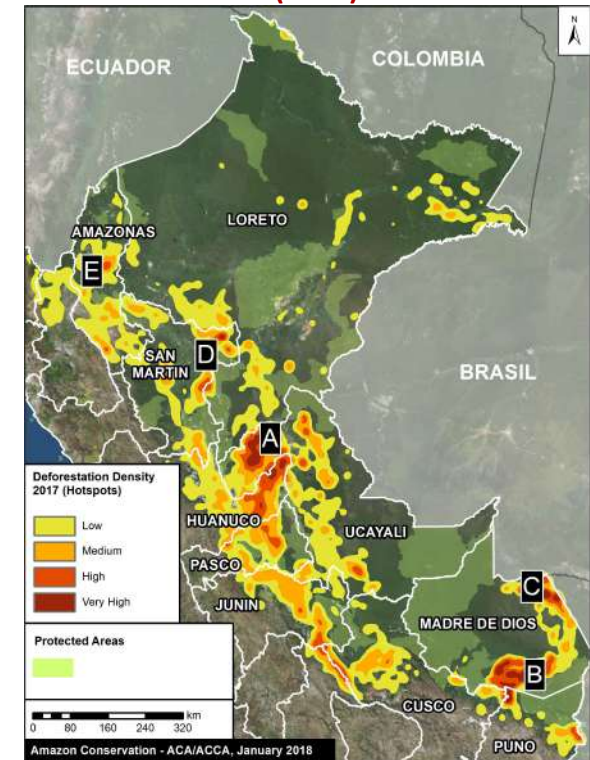 N
ECUADOR
COLOMBIA
LORETO
AMAZONAS
E
D
SAN
MARTIN
BRASIL
A
Deforestation Density
2017 (Hotspots)
Low
Medium
High
Very High
HUANUCO
UCAYALI
PASCO
JUNIN
C
MADRE DE DIOS
Protected Areas
B
CUSCO
km
0 80 160 240 320
PUNO
Amazon Conservation - ACA/ACCA, January 2018